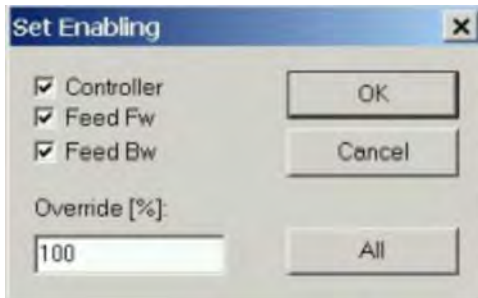 Set Enabling
Controller
OK
Feed Fw
Feed Bw
Cancel
Override [%]:
100
All